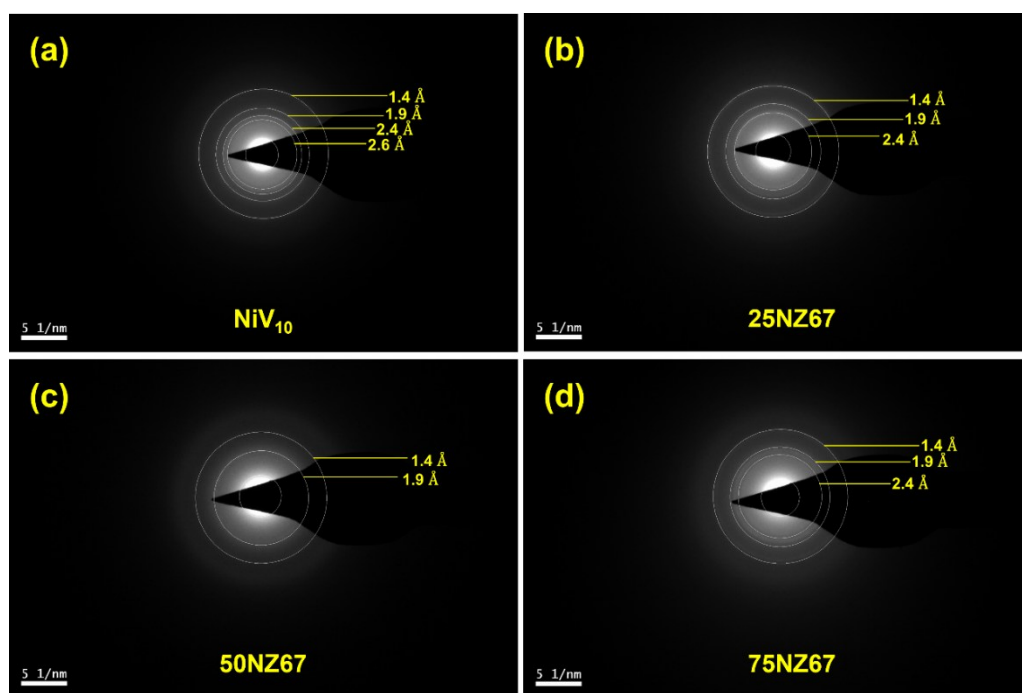 (a)
1.4 Å
1.9 Å
2.4 Å
2.6 Å
5 1/nm
NiV₁₀
(b)
1.4 Å
1.9 Å
2.4 Å
5 1/nm
25NZ67
(c)
1.4 Å
1.9 Å
5 1/nm
50NZ67
(d)
1.4 Å
1.9 Å
2.4 Å
5 1/nm
75NZ67